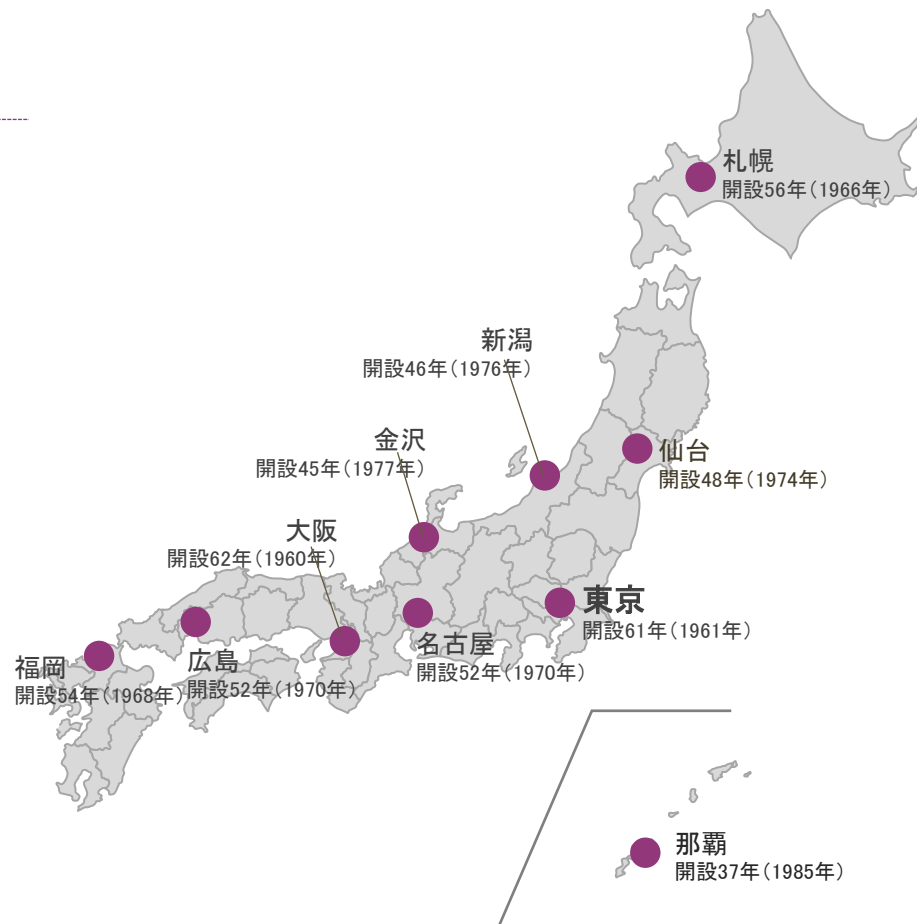 札幌
開設56年（1966年）
新潟
開設46年（1976年）
金沢
開設45年（1977年）
仙台
開設48年（1974年）
大阪
開設62年（1960年）
東京
開設61年（1961年）
名古屋
開設52年（1970年）
広島
開設52年（1970年）
福岡
開設54年（1968年）
那覇
開設37年（1985年）